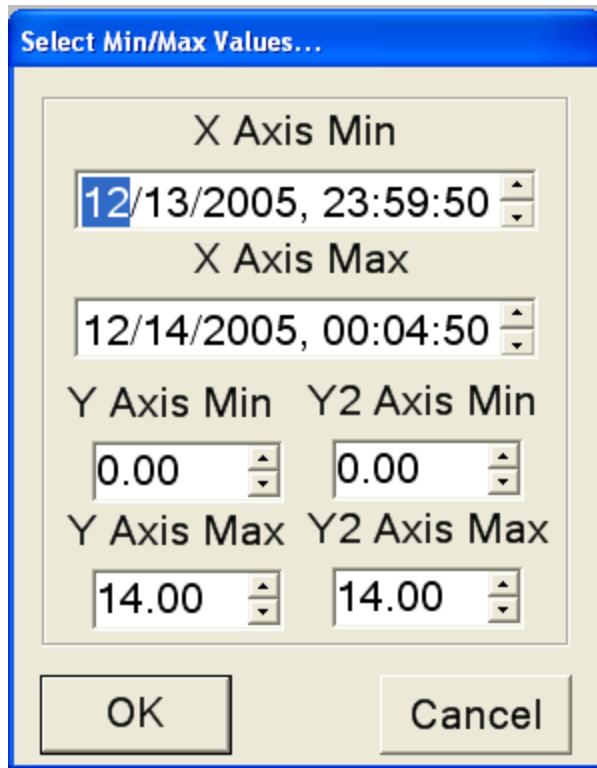 Select Min/Max Values...
X Axis Min
12/13/2005, 23:59:50
X Axis Max
12/14/2005, 00:04:50
Y Axis Min Y2 Axis Min
0.00 0.00
Y Axis Max Y2 Axis Max
14.00 14.00
OK Cancel